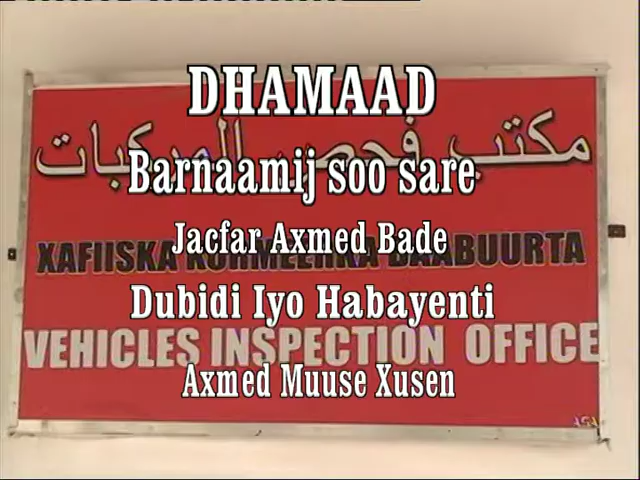 DHAMAAD
مكتب فحص المركبات
Barnaamij soo sare
Jacfar Axmed Bade
XAFIISKA KORMEERKA BAABUURTA
Dubidi Iyo Habayenti
VEHICLES INSPECTION OFFICE
Axmed Muuse Xusen